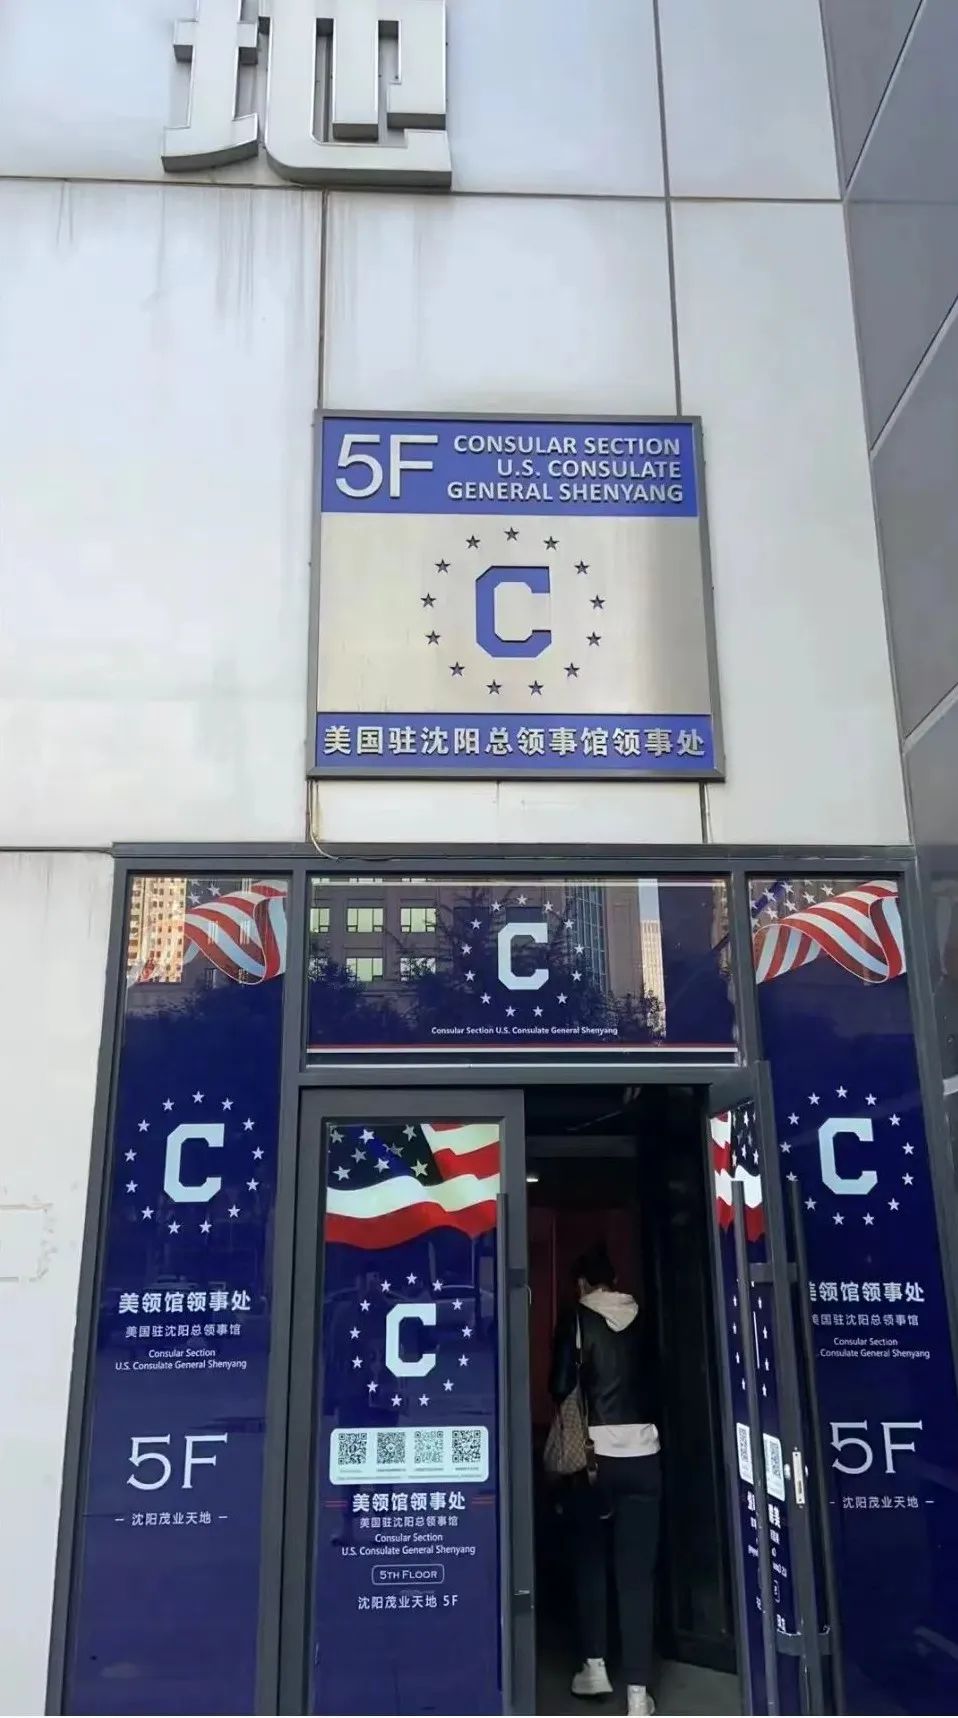 地
5F CONSULAR SECTION
U.S. CONSULATE
GENERAL SHENYANG
C
美国驻沈阳总领事馆领事处
C
Consular Section U.S. Consulate General Shenyang
C
美领馆领事处
美国驻沈阳总领事馆
Consular Section
U.S. Consulate General Shenyang
5F
沈阳茂业天地
C
美领馆领事处
美国驻沈阳总领事馆
Consular Section
U.S. Consulate General Shenyang
5TH FLOOR
沈阳茂业天地 5F
C
美领馆领事处
美国驻沈阳总领事馆
Consular Section
Consulate General Shenyang
5F
沈阳茂业天地